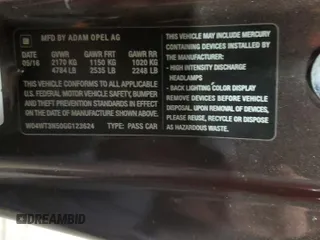 GM
MFD BY ADAM OPEL AG
05/16 GVWR GAWR FRT GAWR RR
2170 KG 1150 KG 1020 KG
4784 LB 2535 LB 2248 LB
THIS VEHICLE CONFORMS TO ALL APPLICABLE
U.S. FEDERAL MOTOR VEHICLE SAFETY, BUMPER,
AND THEFT PREVENTION STANDARDS IN EFFECT
ON THE DATE OF MANUFACTURE SHOWN ABOVE.
W04WT3N50GG123624 TYPE: PASS CAR
THIS VEHICLE MAY INCLUDE MERCURY
CONTAINING DEVICES INSTALLED BY
THE MANUFACTURER:
- HIGH INTENSITY DISCHARGE
HEADLAMPS
- BACK LIGHTING COLOR DISPLAY
REMOVE DEVICES BEFORE VEHICLE
DISPOSAL. UPON REMOVAL OF DEVICES
PLEASE REUSE, RECYCLE OR DISPOSE
AS HAZARDOUS WASTE.
DREAMBID